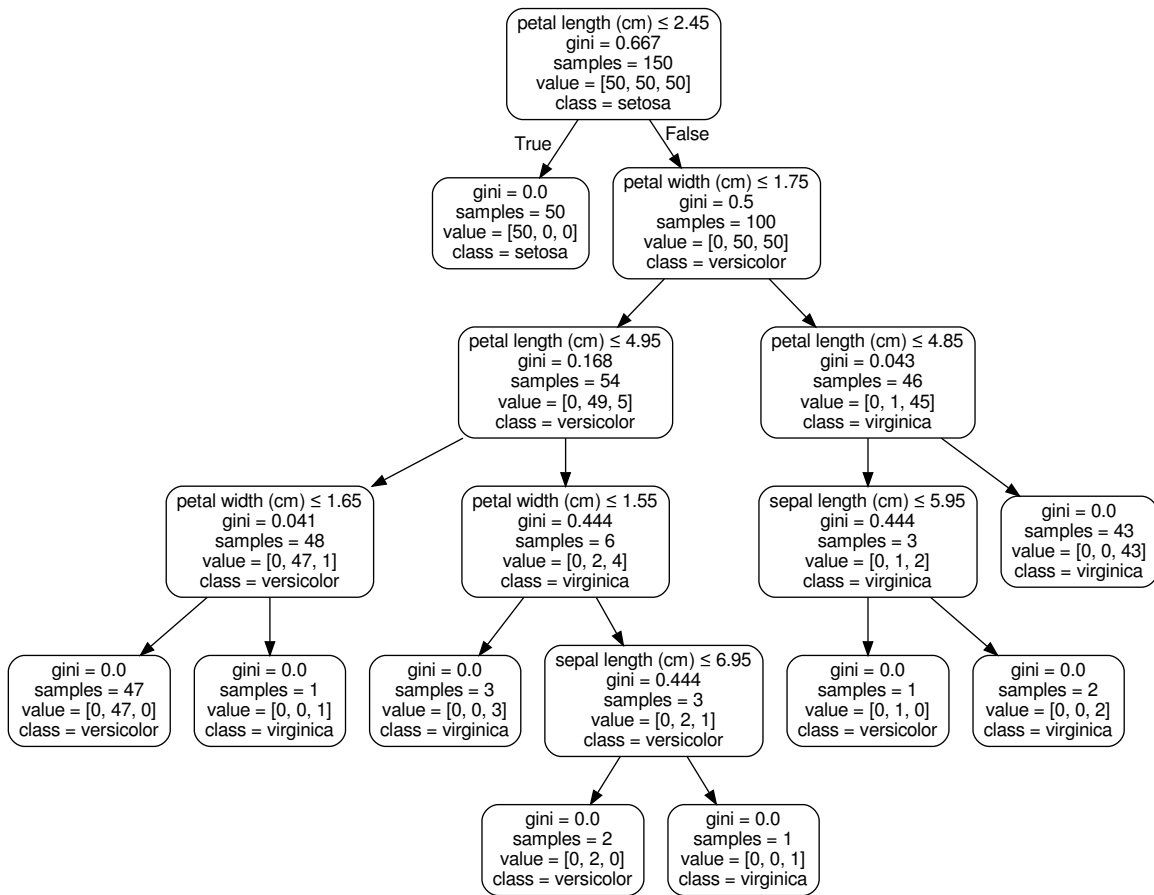 petal length (cm) ≤ 2.45
gini = 0.667
samples = 150
value = [50, 50, 50]
class = setosa
True
False
gini = 0.0
samples = 50
value = [50, 0, 0]
class = setosa
petal width (cm) ≤ 1.75
gini = 0.5
samples = 100
value = [0, 50, 50]
class = versicolor
petal length (cm) ≤ 4.95
gini = 0.168
samples = 54
value = [0, 49, 5]
class = versicolor
petal length (cm) ≤ 4.85
gini = 0.043
samples = 46
value = [0, 1, 45]
class = virginica
petal width (cm) ≤ 1.65
gini = 0.041
samples = 48
value = [0, 47, 1]
class = versicolor
petal width (cm) ≤ 1.55
gini = 0.444
samples = 6
value = [0, 2, 4]
class = virginica
sepal length (cm) ≤ 5.95
gini = 0.444
samples = 3
value = [0, 1, 2]
class = virginica
gini = 0.0
samples = 43
value = [0, 0, 43]
class = virginica
gini = 0.0
samples = 47
value = [0, 47, 0]
class = versicolor
gini = 0.0
samples = 1
value = [0, 0, 1]
class = virginica
gini = 0.0
samples = 3
value = [0, 0, 3]
class = virginica
sepal length (cm) ≤ 6.95
gini = 0.444
samples = 3
value = [0, 2, 1]
class = versicolor
gini = 0.0
samples = 1
value = [0, 1, 0]
class = versicolor
gini = 0.0
samples = 2
value = [0, 0, 2]
class = virginica
gini = 0.0
samples = 2
value = [0, 2, 0]
class = versicolor
gini = 0.0
samples = 1
value = [0, 0, 1]
class = virginica